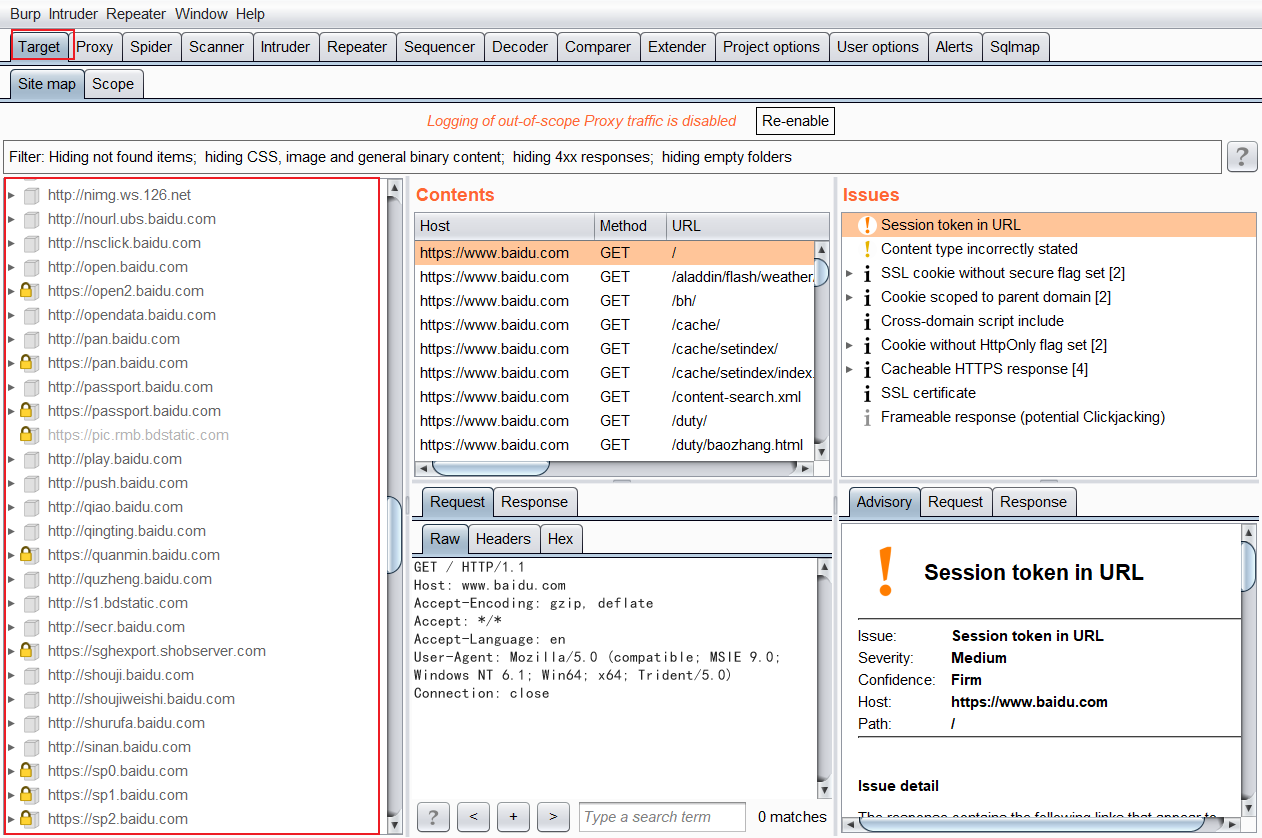 Burp Intruder Repeater Window Help
Target Proxy Spider Scanner Intruder Repeater Sequencer Decoder Comparer Extender Project options User options Alerts Sqlmap
Site map Scope
Logging of out-of-scope Proxy traffic is disabled Re-enable
Filter: Hiding not found items; hiding CSS, image and general binary content; hiding 4xx responses; hiding empty folders ?
http://nimg.ws.126.net
http://nourl.ubs.baidu.com
http://nsclick.baidu.com
http://open.baidu.com
https://open2.baidu.com
http://opendata.baidu.com
http://pan.baidu.com
https://pan.baidu.com
http://passport.baidu.com
https://passport.baidu.com
https://pic.rmb.bdstatic.com
http://play.baidu.com
http://push.baidu.com
http://qiao.baidu.com
http://qingting.baidu.com
https://quanmin.baidu.com
http://quzheng.baidu.com
http://s1.bdstatic.com
http://secr.baidu.com
https://sghexport.shobserver.com
http://shouji.baidu.com
http://shoujiweishi.baidu.com
http://shurufa.baidu.com
http://sinan.baidu.com
https://sp0.baidu.com
https://sp1.baidu.com
https://sp2.baidu.com
Contents
Host Method URL
https://www.baidu.com GET /
https://www.baidu.com GET /aladdin/flash/weather.
https://www.baidu.com GET /bh/
https://www.baidu.com GET /cache/
https://www.baidu.com GET /cache/setindex/
https://www.baidu.com GET /cache/setindex/index.
https://www.baidu.com GET /content-search.xml
https://www.baidu.com GET /duty/
https://www.baidu.com GET /duty/baozhang.html
Request Response
Raw Headers Hex
GET / HTTP/1.1
Host: www.baidu.com
Accept-Encoding: gzip, deflate
Accept: */*
Accept-Language: en
User-Agent: Mozilla/5.0 (compatible; MSIE 9.0;
Windows NT 6.1; Win64; x64; Trident/5.0)
Connection: close
? < + > Type a search term 0 matches
Issues
Session token in URL
Content type incorrectly stated
SSL cookie without secure flag set [2]
Cookie scoped to parent domain [2]
Cross-domain script include
Cookie without HttpOnly flag set [2]
Cacheable HTTPS response [4]
SSL certificate
Frameable response (potential Clickjacking)
Advisory Request Response
Session token in URL
Issue: Session token in URL
Severity: Medium
Confidence: Firm
Host: https://www.baidu.com
Path: /
Issue detail
The response contains the following links that appear to